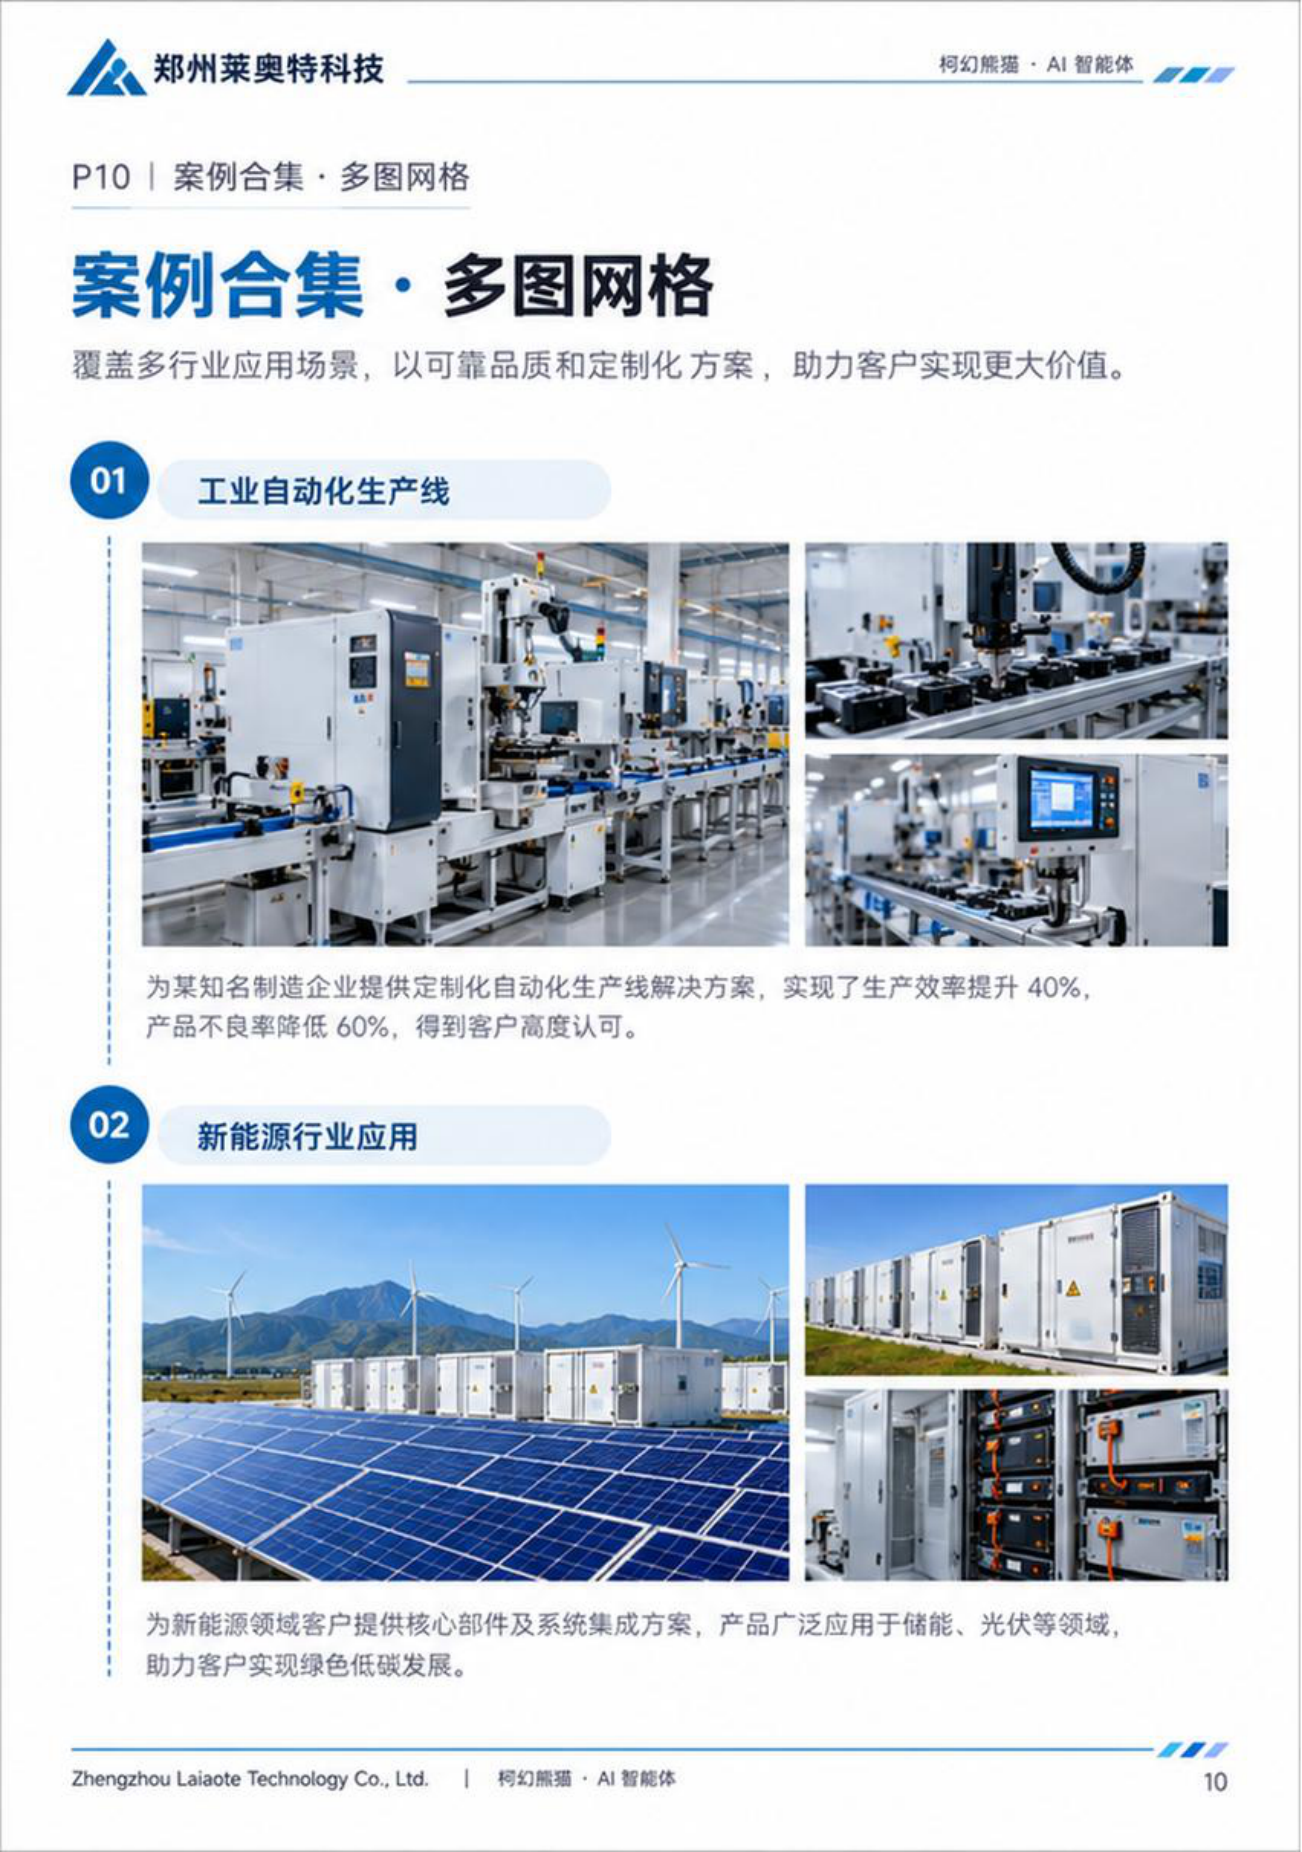 郑州莱奥特科技
柯幻熊猫 · AI 智能体
P10 | 案例合集 · 多图网格
案例合集 · 多图网格
覆盖多行业应用场景，以可靠品质和定制化方案，助力客户实现更大价值。
01
工业自动化生产线
为某知名制造企业提供定制化自动化生产线解决方案，实现了生产效率提升 40%，
产品不良率降低 60%，得到客户高度认可。
02
新能源行业应用
为新能源领域客户提供核心部件及系统集成方案，产品广泛应用于储能、光伏等领域，
助力客户实现绿色低碳发展。
Zhengzhou Laiaote Technology Co., Ltd. | 柯幻熊猫 · AI 智能体
10